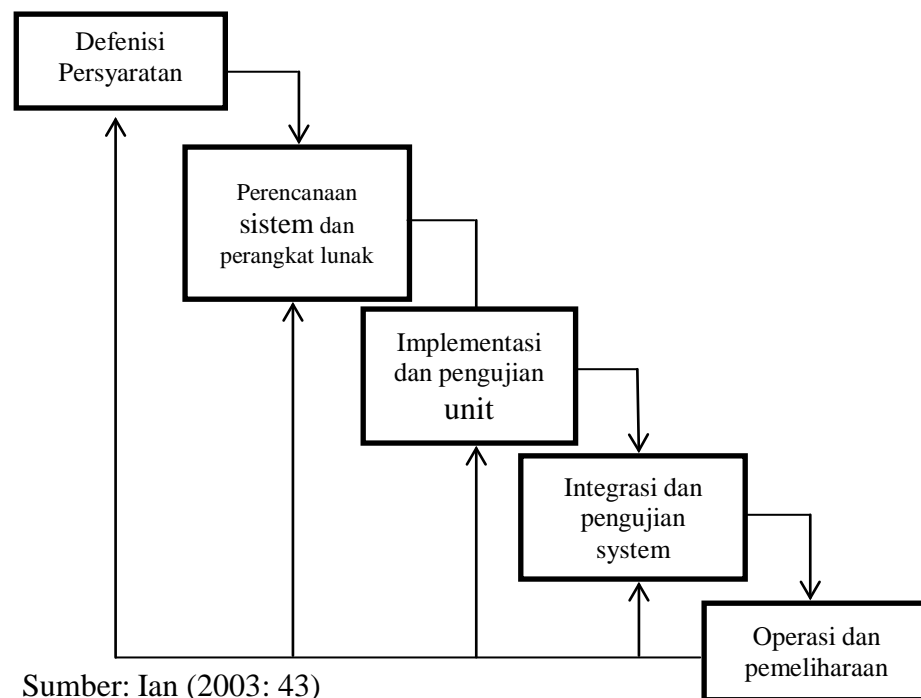 Defenisi
Persyaratan
Perencanaan
sistem dan
perangkat lunak
Implementasi
dan pengujian
unit
Integrasi dan
pengujian
system
Operasi dan
pemeliharaan
Sumber: Ian (2003: 43)